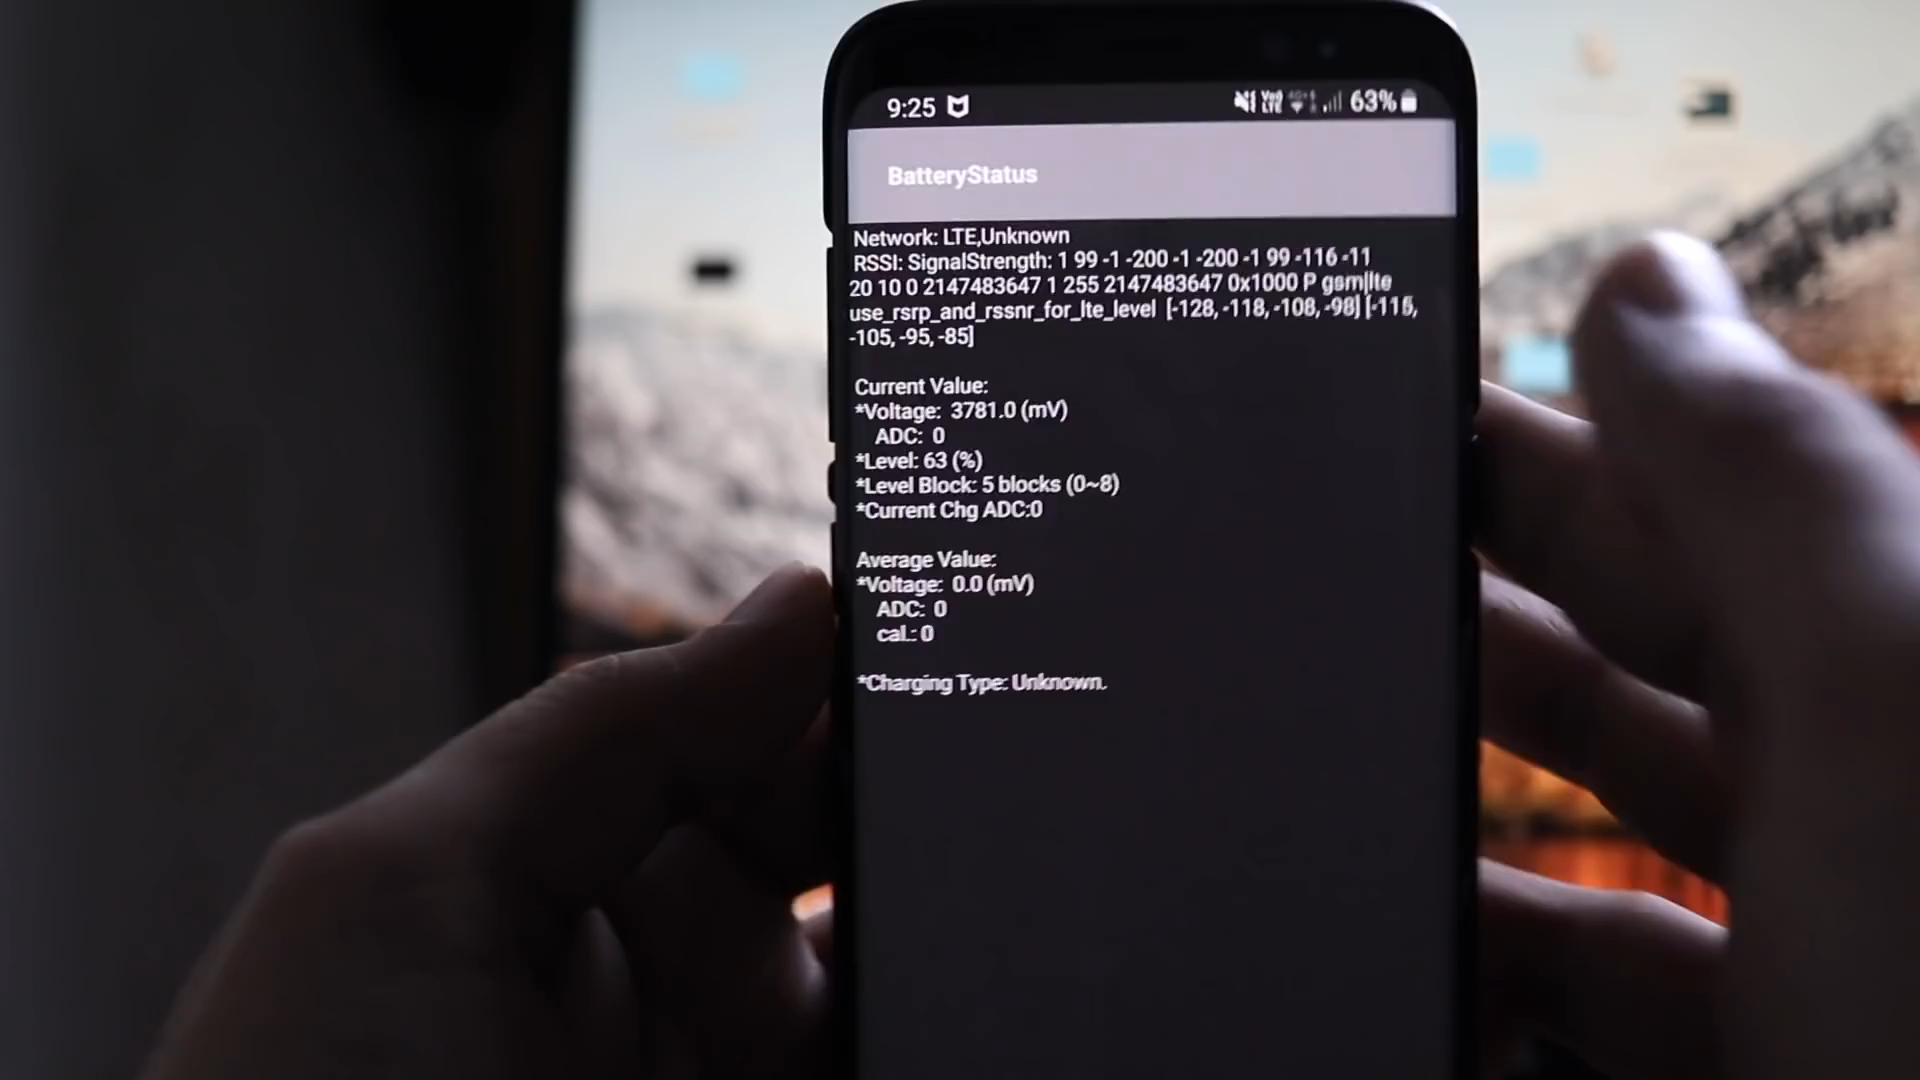 9:25 63%
BatteryStatus
Network: LTE,Unknown
RSSI: SignalStrength: 1 99 -1 -200 -1 -200 -1 99 -116 -11
20 10 0 2147483647 1 255 2147483647 0x1000 P gsm|lte
use_rsrp_and_rssnr_for_lte_level [-128, -118, -108, -98] [-115,
-105, -95, -85]
Current Value:
*Voltage: 3781.0 (mV)
ADC: 0
*Level: 63 (%)
*Level Block: 5 blocks (0~8)
*Current Chg ADC:0
Average Value:
*Voltage: 0.0 (mV)
ADC: 0
cal.: 0
*Charging Type: Unknown.